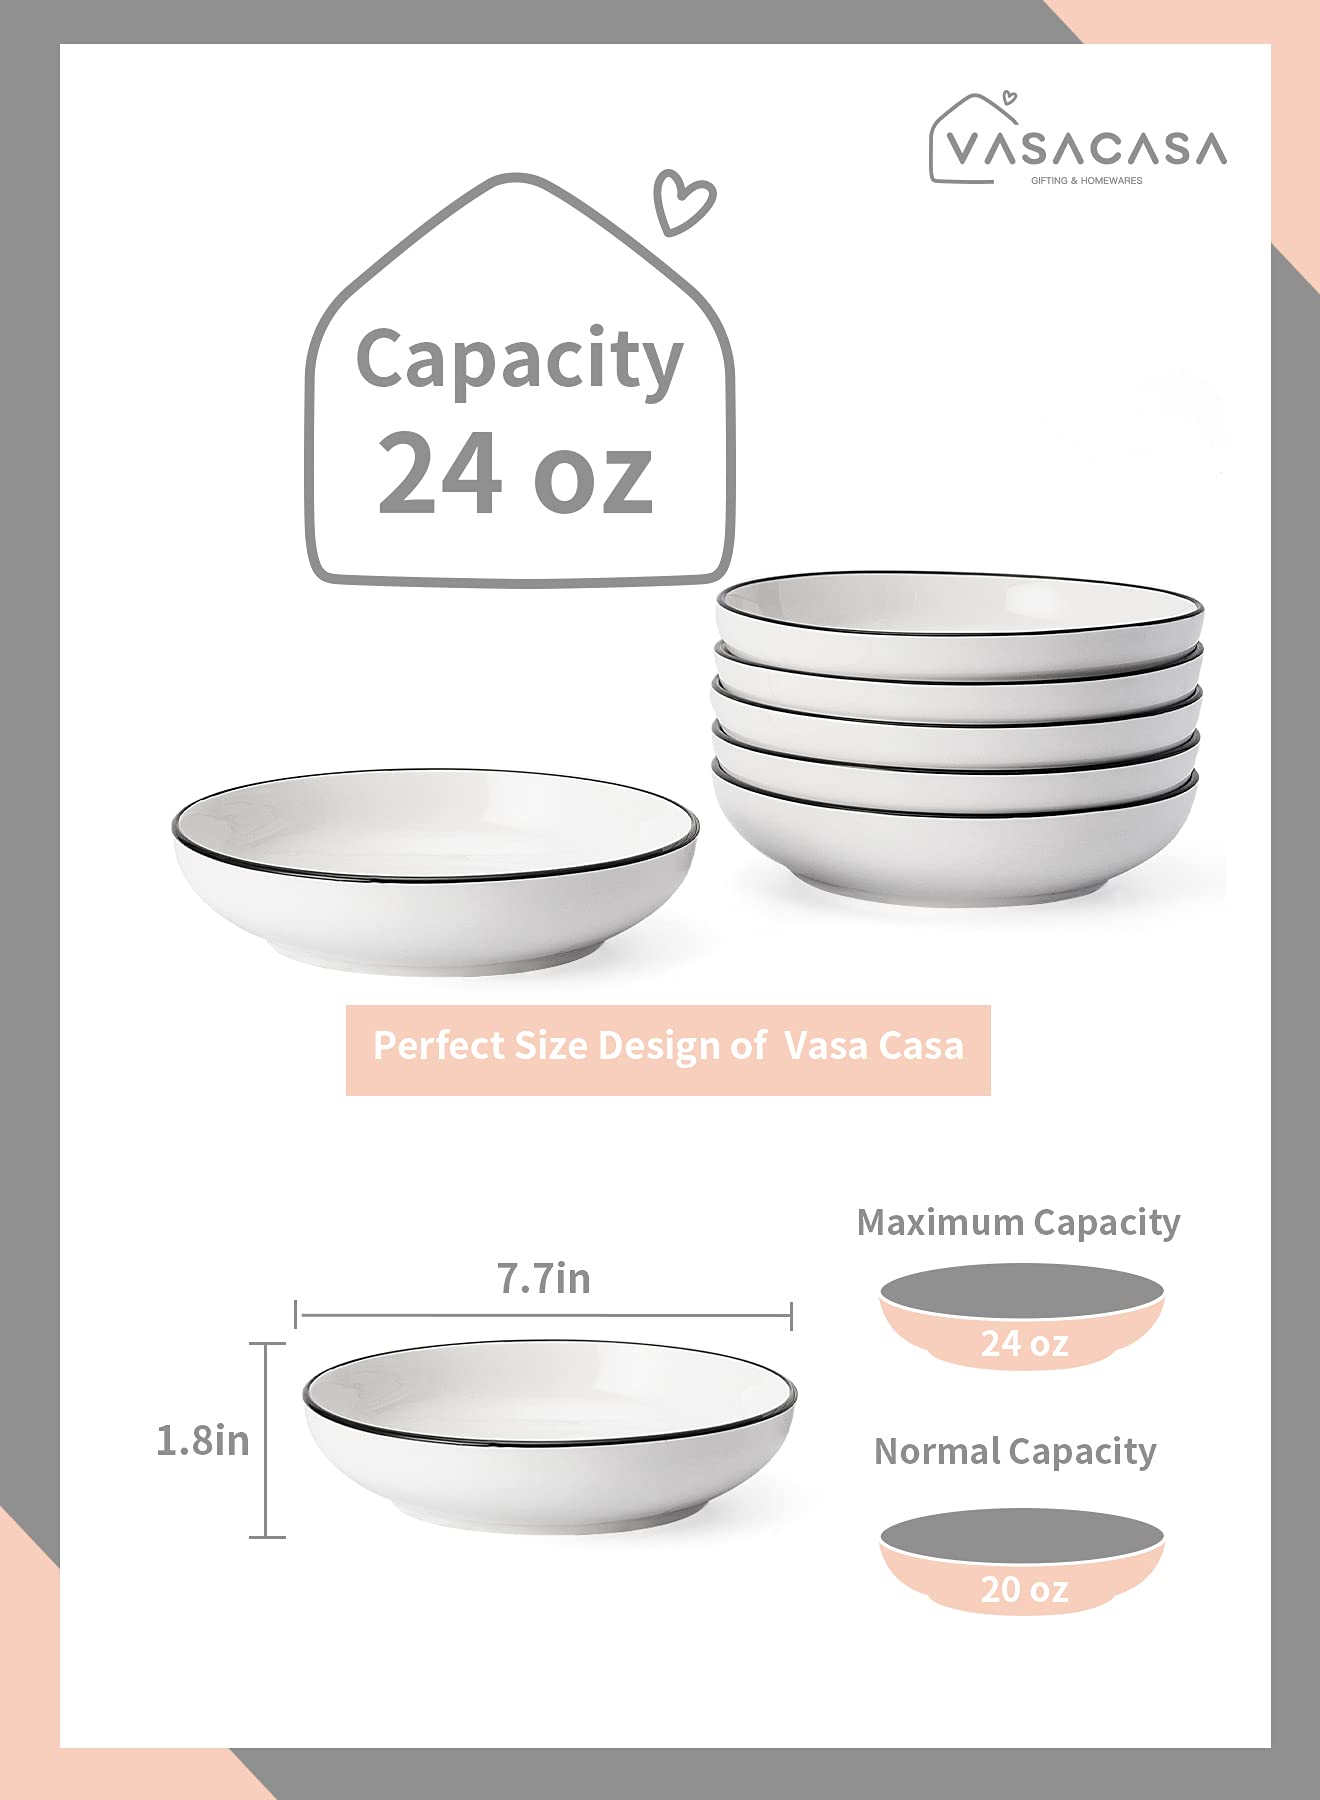 VASACASA
GIFTING & HOMEWARES
Capacity
24 oz
Perfect Size Design of Vasa Casa
7.7in
1.8in
Maximum Capacity
24 oz
Normal Capacity
20 oz